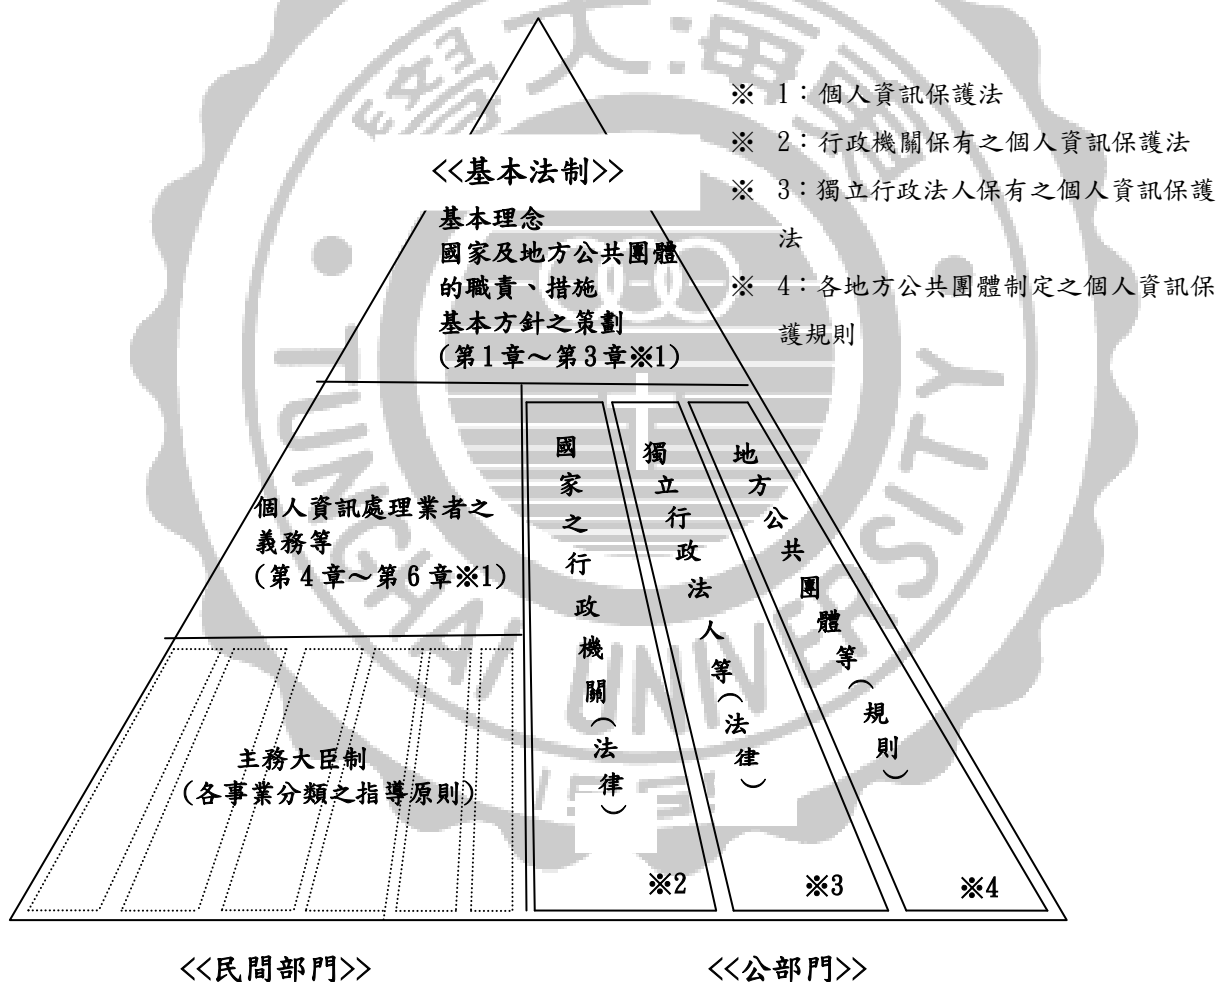 ※ 1：個人資訊保護法
※ 2：行政機關保有之個人資訊保護法
※ 3：獨立行政法人保有之個人資訊保護
法
※ 4：各地方公共團體制定之個人資訊保
護規則
<<基本法制>>
基本理念
國家及地方公共團體
的職責、措施
基本方針之策劃
(第1章～第3章※1)
個人資訊處理業者之
義務等
(第4章～第6章※1)
主務大臣制
(各事業分類之指導原則)
國家之行政機關(法律)
※2
獨立行政法人等(法律)
※3
地方公共團體等(規則)
※4
<<民間部門>>
<<公部門>>
TUNGHAI UNIVERSITY
東海大學